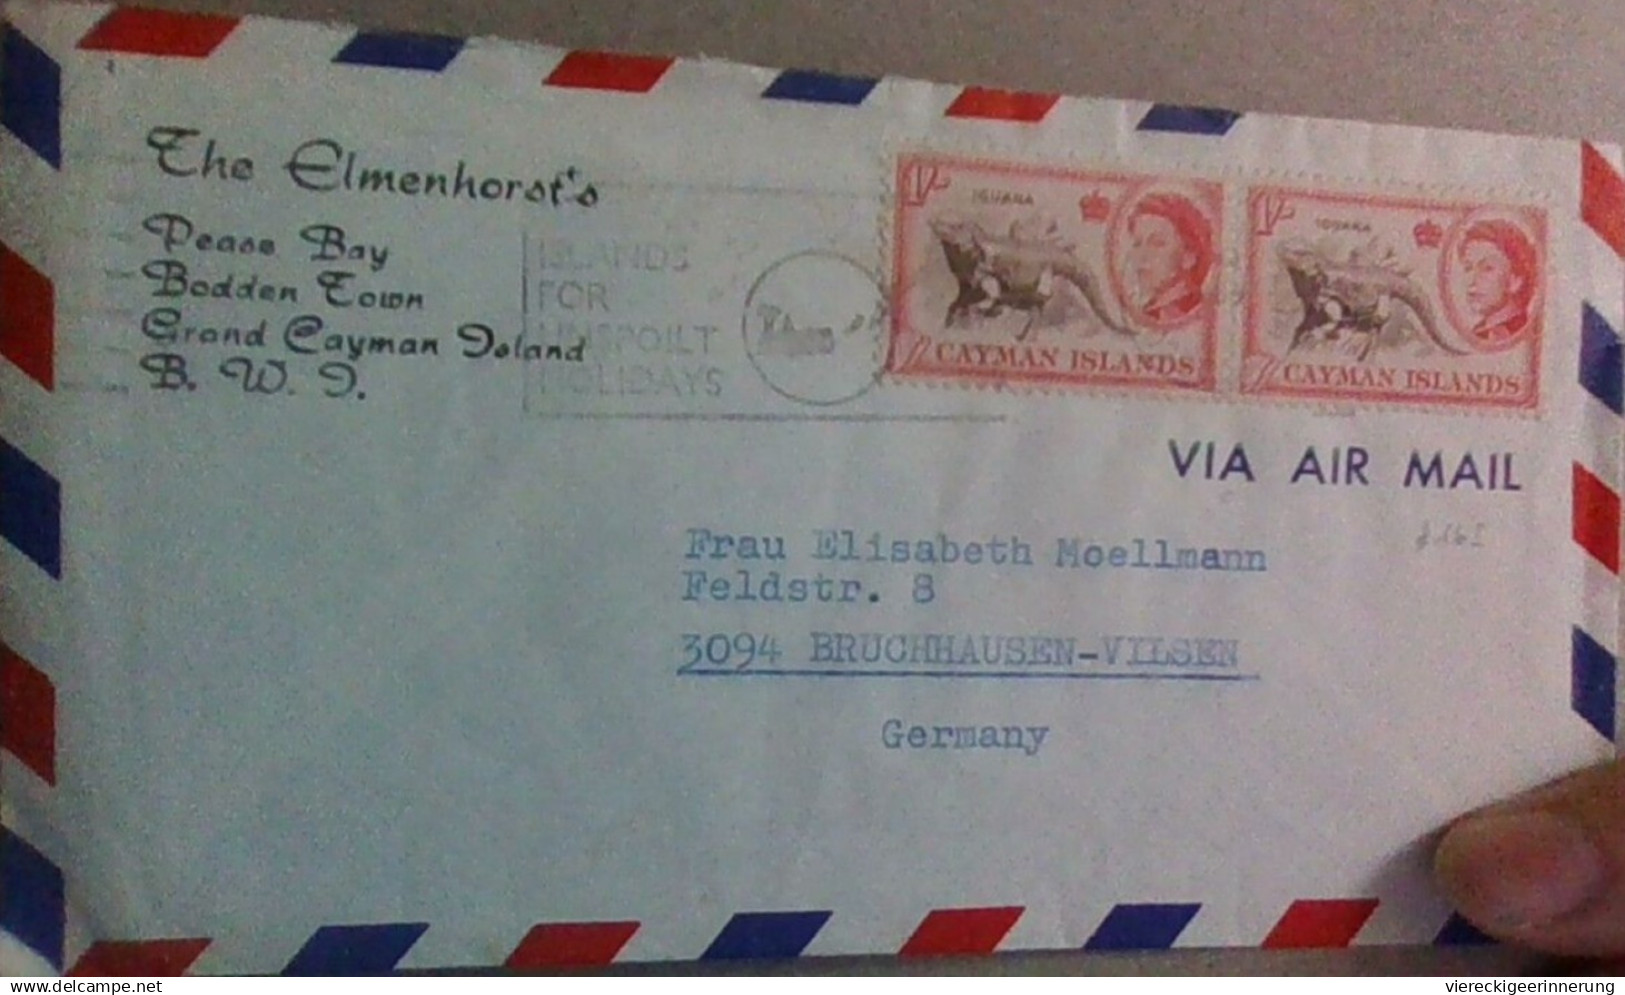 The Elmenhorst's
Pease Bay
Bodden Town
Grand Cayman Island
B. W. I.
ISLANDS
FOR
UNSPOILT
HOLIDAYS
1/-
IGUANA
CAYMAN ISLANDS
1/-
IGUANA
CAYMAN ISLANDS
VIA AIR MAIL
Frau Elisabeth Moellmann
Feldstr. 8
3094 BRUCHHAUSEN-VILSEN
Germany
delcampe.net
viereckigeerinnerung